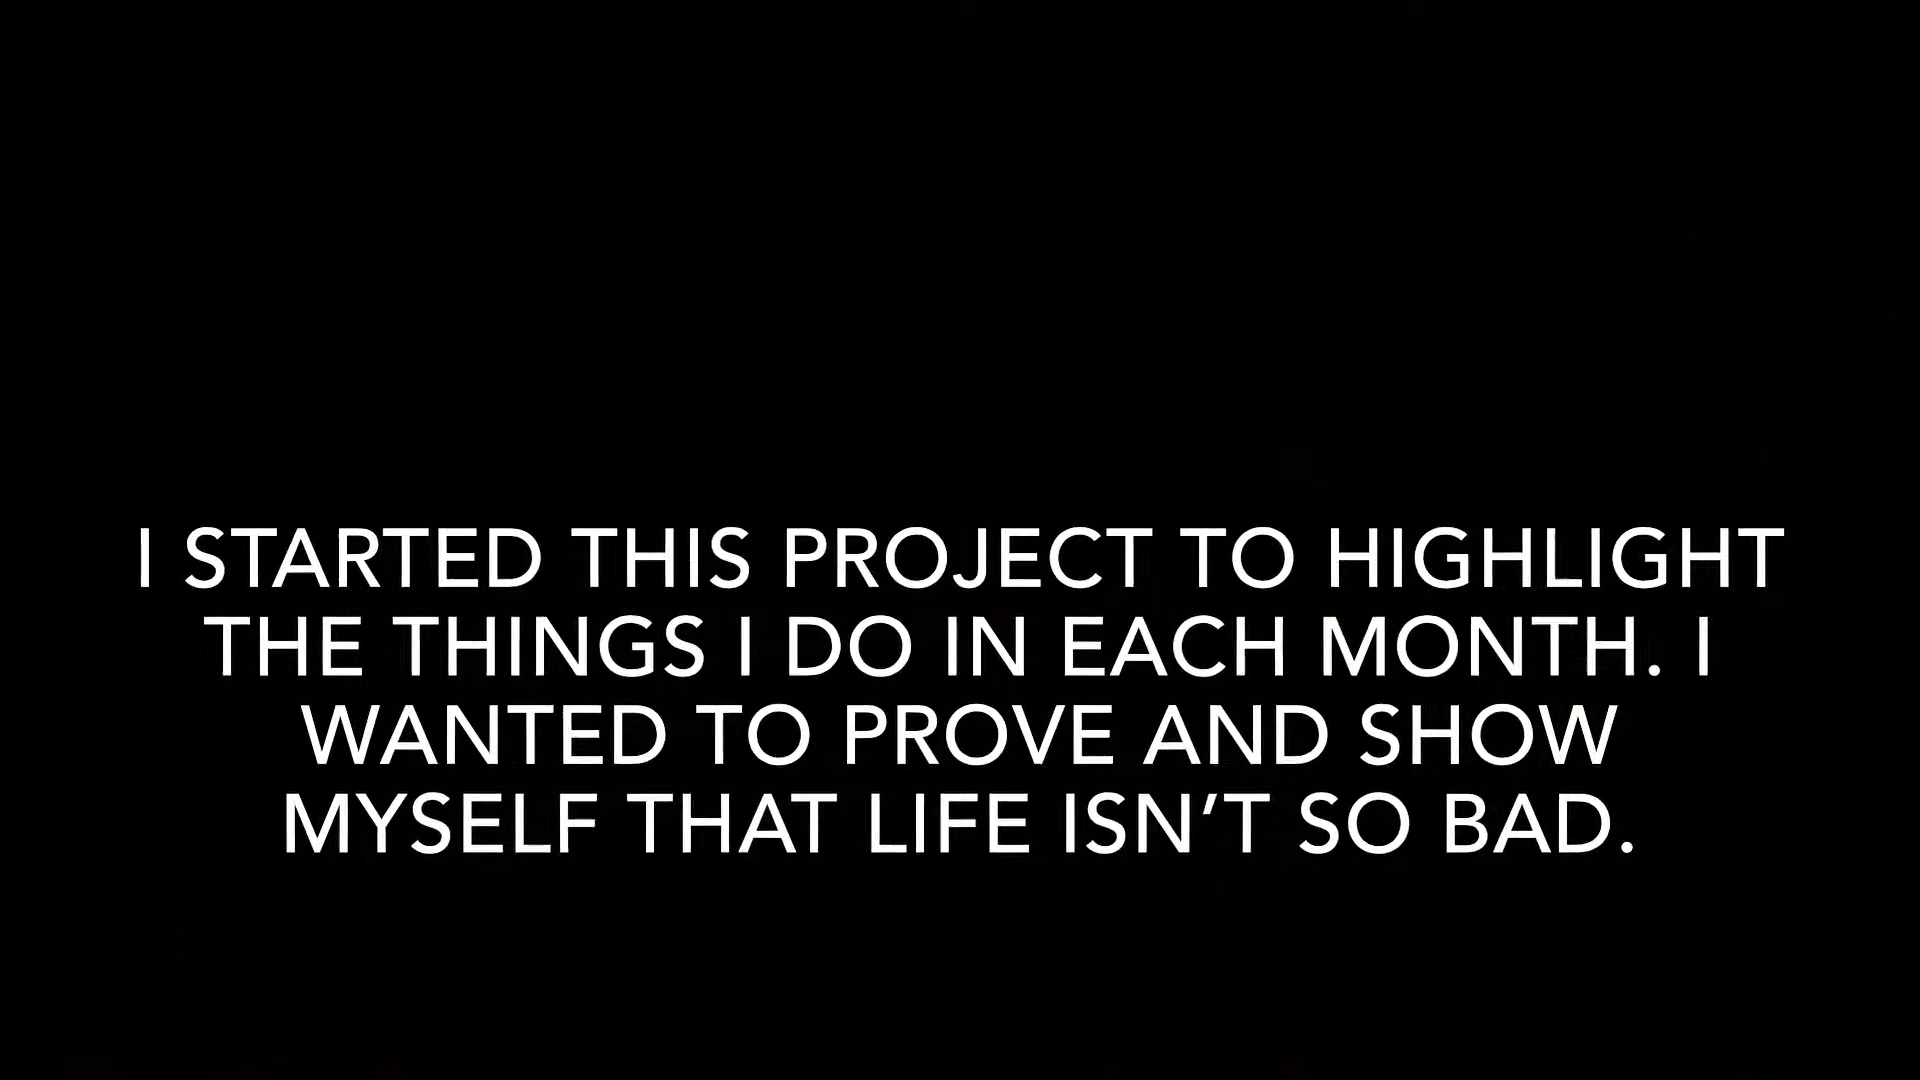 I STARTED THIS PROJECT TO HIGHLIGHT
THE THINGS I DO IN EACH MONTH. I
WANTED TO PROVE AND SHOW
MYSELF THAT LIFE ISN’T SO BAD.